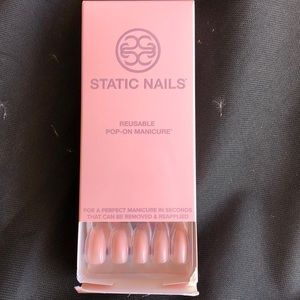 STATIC NAILS®
REUSABLE
POP-ON MANICURE®
FOR A PERFECT MANICURE IN SECONDS
THAT CAN BE REMOVED & REAPPLIED